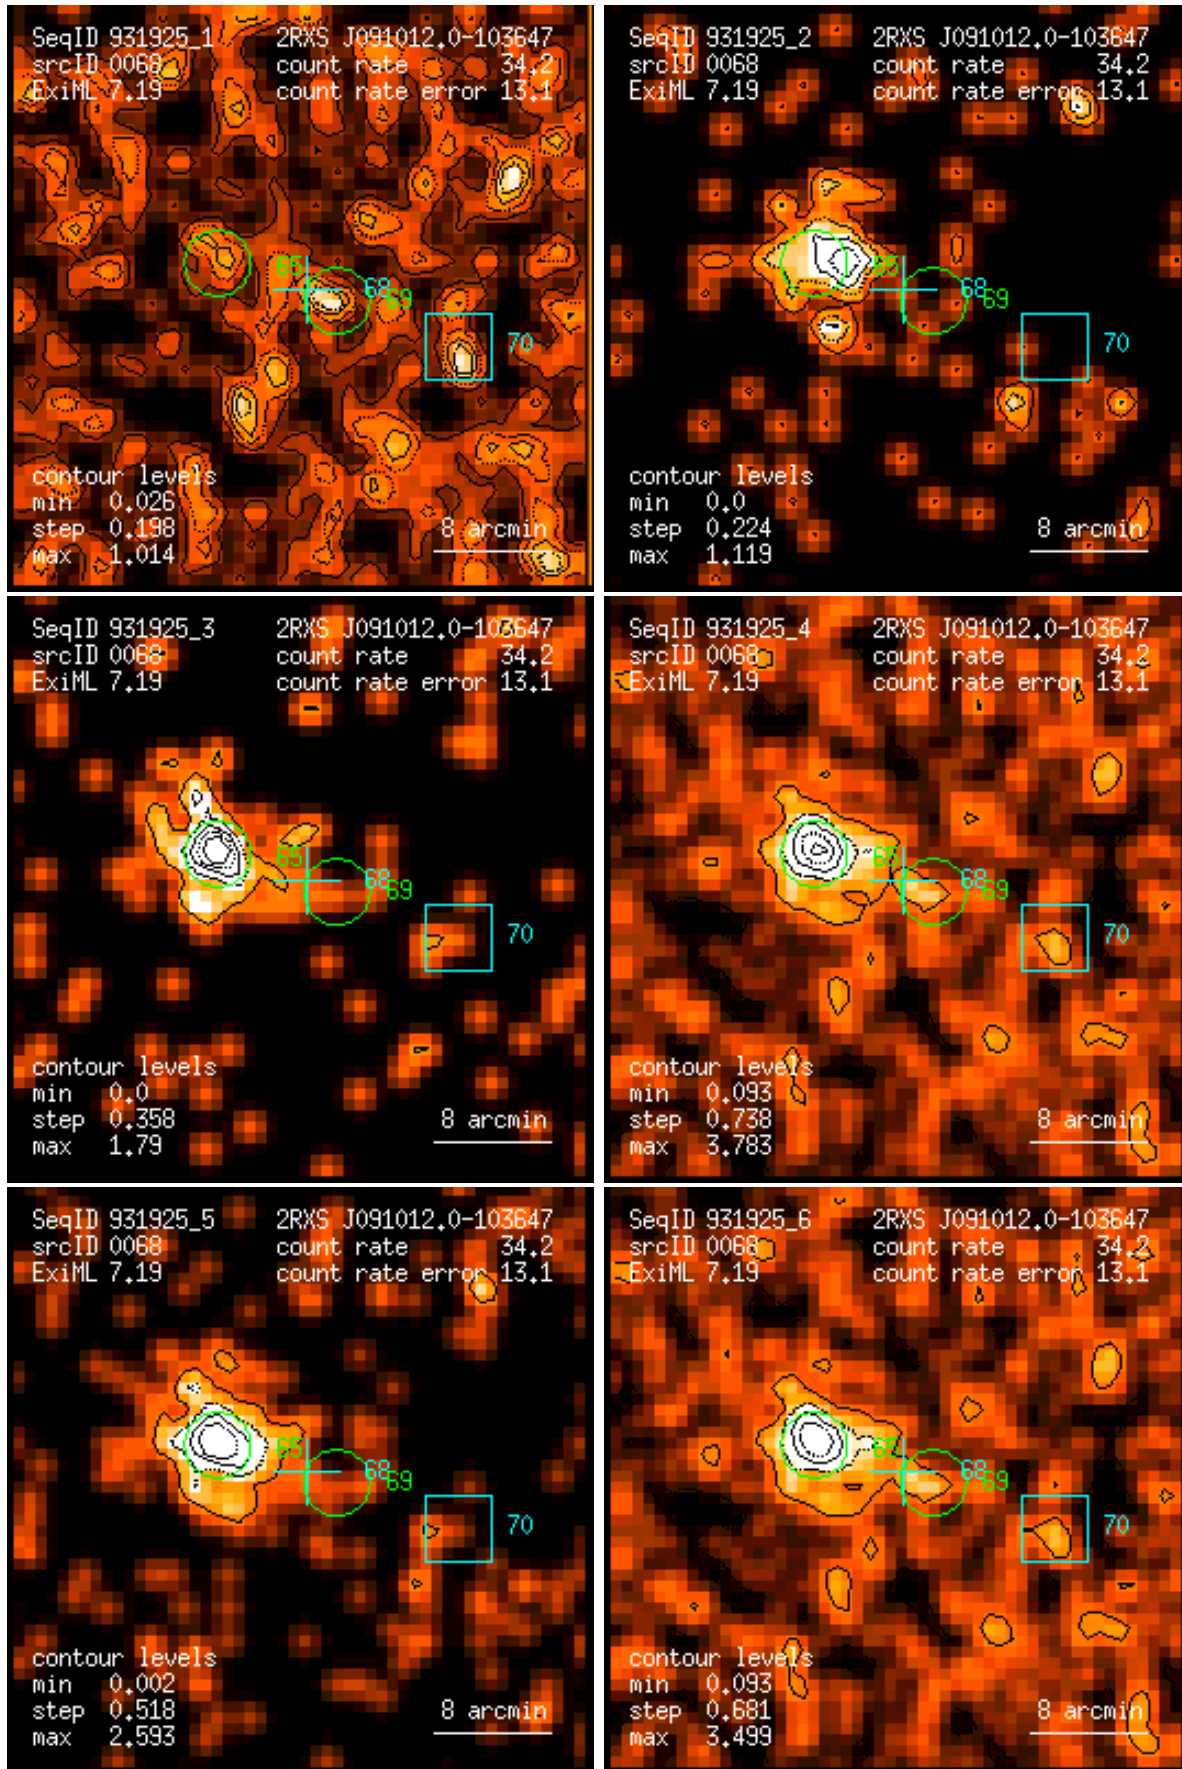 SeqID 931925_1 2RXS J091012.0-103647
srcID 0068 count rate 34.2
ExiML 7.19 count rate error 13.1
65
68
69
70
contour levels
min 0.026
step 0.198 8 arcmin
max 1.014
SeqID 931925_2 2RXS J091012.0-103647
srcID 0068 count rate 34.2
ExiML 7.19 count rate error 13.1
65
68
69
70
contour levels
min 0.0
step 0.224 8 arcmin
max 1.119
SeqID 931925_3 2RXS J091012.0-103647
srcID 0068 count rate 34.2
ExiML 7.19 count rate error 13.1
65
68
69
70
contour levels
min 0.0
step 0.358 8 arcmin
max 1.79
SeqID 931925_4 2RXS J091012.0-103647
srcID 0068 count rate 34.2
ExiML 7.19 count rate error 13.1
65
68
69
70
contour levels
min 0.093
step 0.738 8 arcmin
max 3.783
SeqID 931925_5 2RXS J091012.0-103647
srcID 0068 count rate 34.2
ExiML 7.19 count rate error 13.1
65
68
69
70
contour levels
min 0.002
step 0.518 8 arcmin
max 2.593
SeqID 931925_6 2RXS J091012.0-103647
srcID 0068 count rate 34.2
ExiML 7.19 count rate error 13.1
65
68
69
70
contour levels
min 0.093
step 0.681 8 arcmin
max 3.499